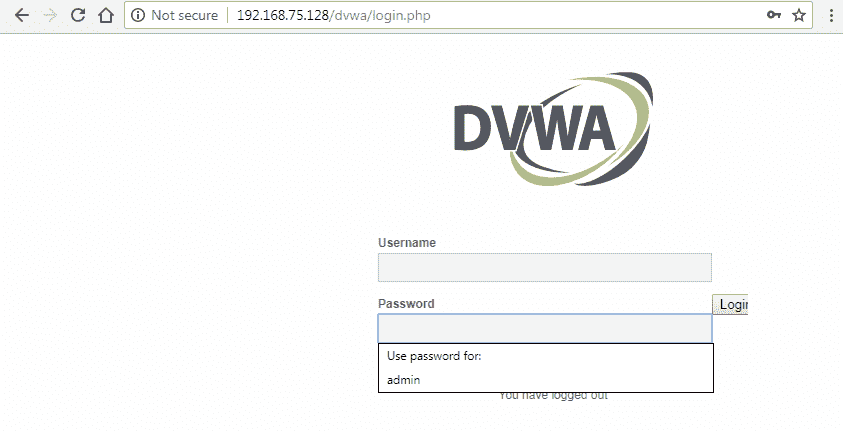 Not secure | 192.168.75.128/dvwa/login.php
DVWA
Username
Password
Login
Use password for:
admin
You have logged out